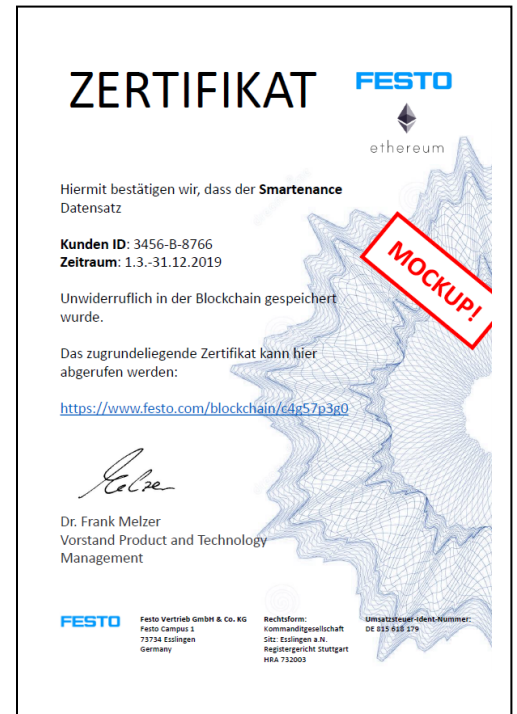 ZERTIFIKAT
FESTO
ethereum
Hiermit bestätigen wir, dass der Smartenance
Datensatz
Kunden ID: 3456-B-8766
Zeitraum: 1.3.-31.12.2019
MOCKUP!
Unwiderruflich in der Blockchain gespeichert
wurde.
Das zugrundeliegende Zertifikat kann hier
abgerufen werden:
https://www.festo.com/blockchain/c4g57p3g0
Melzer
Dr. Frank Melzer
Vorstand Product and Technology
Management
FESTO
Festo Vertrieb GmbH & Co. KG
Festo Campus 1
73734 Esslingen
Germany
Rechtsform:
Kommanditgesellschaft
Sitz: Esslingen a.N.
Registergericht Stuttgart
HRA 732003
Umsatzsteuer-Ident-Nummer:
DE 815 618 179